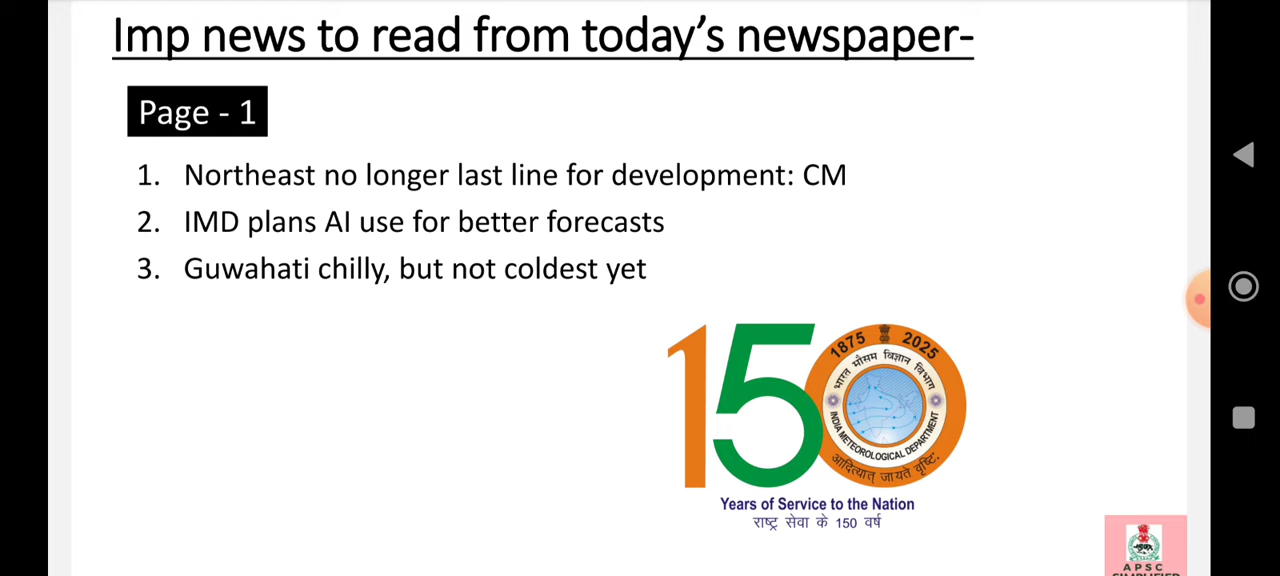 Imp news to read from today's newspaper-
Page - 1
1. Northeast no longer last line for development: CM
2. IMD plans AI use for better forecasts
3. Guwahati chilly, but not coldest yet
150
1875 2025
भारत मौसम विज्ञान विभाग
INDIA METEOROLOGICAL DEPARTMENT
आदित्यात् जायते वृष्टिः
Years of Service to the Nation
राष्ट्र सेवा के 150 वर्ष
APSC
SIMPLIFIED